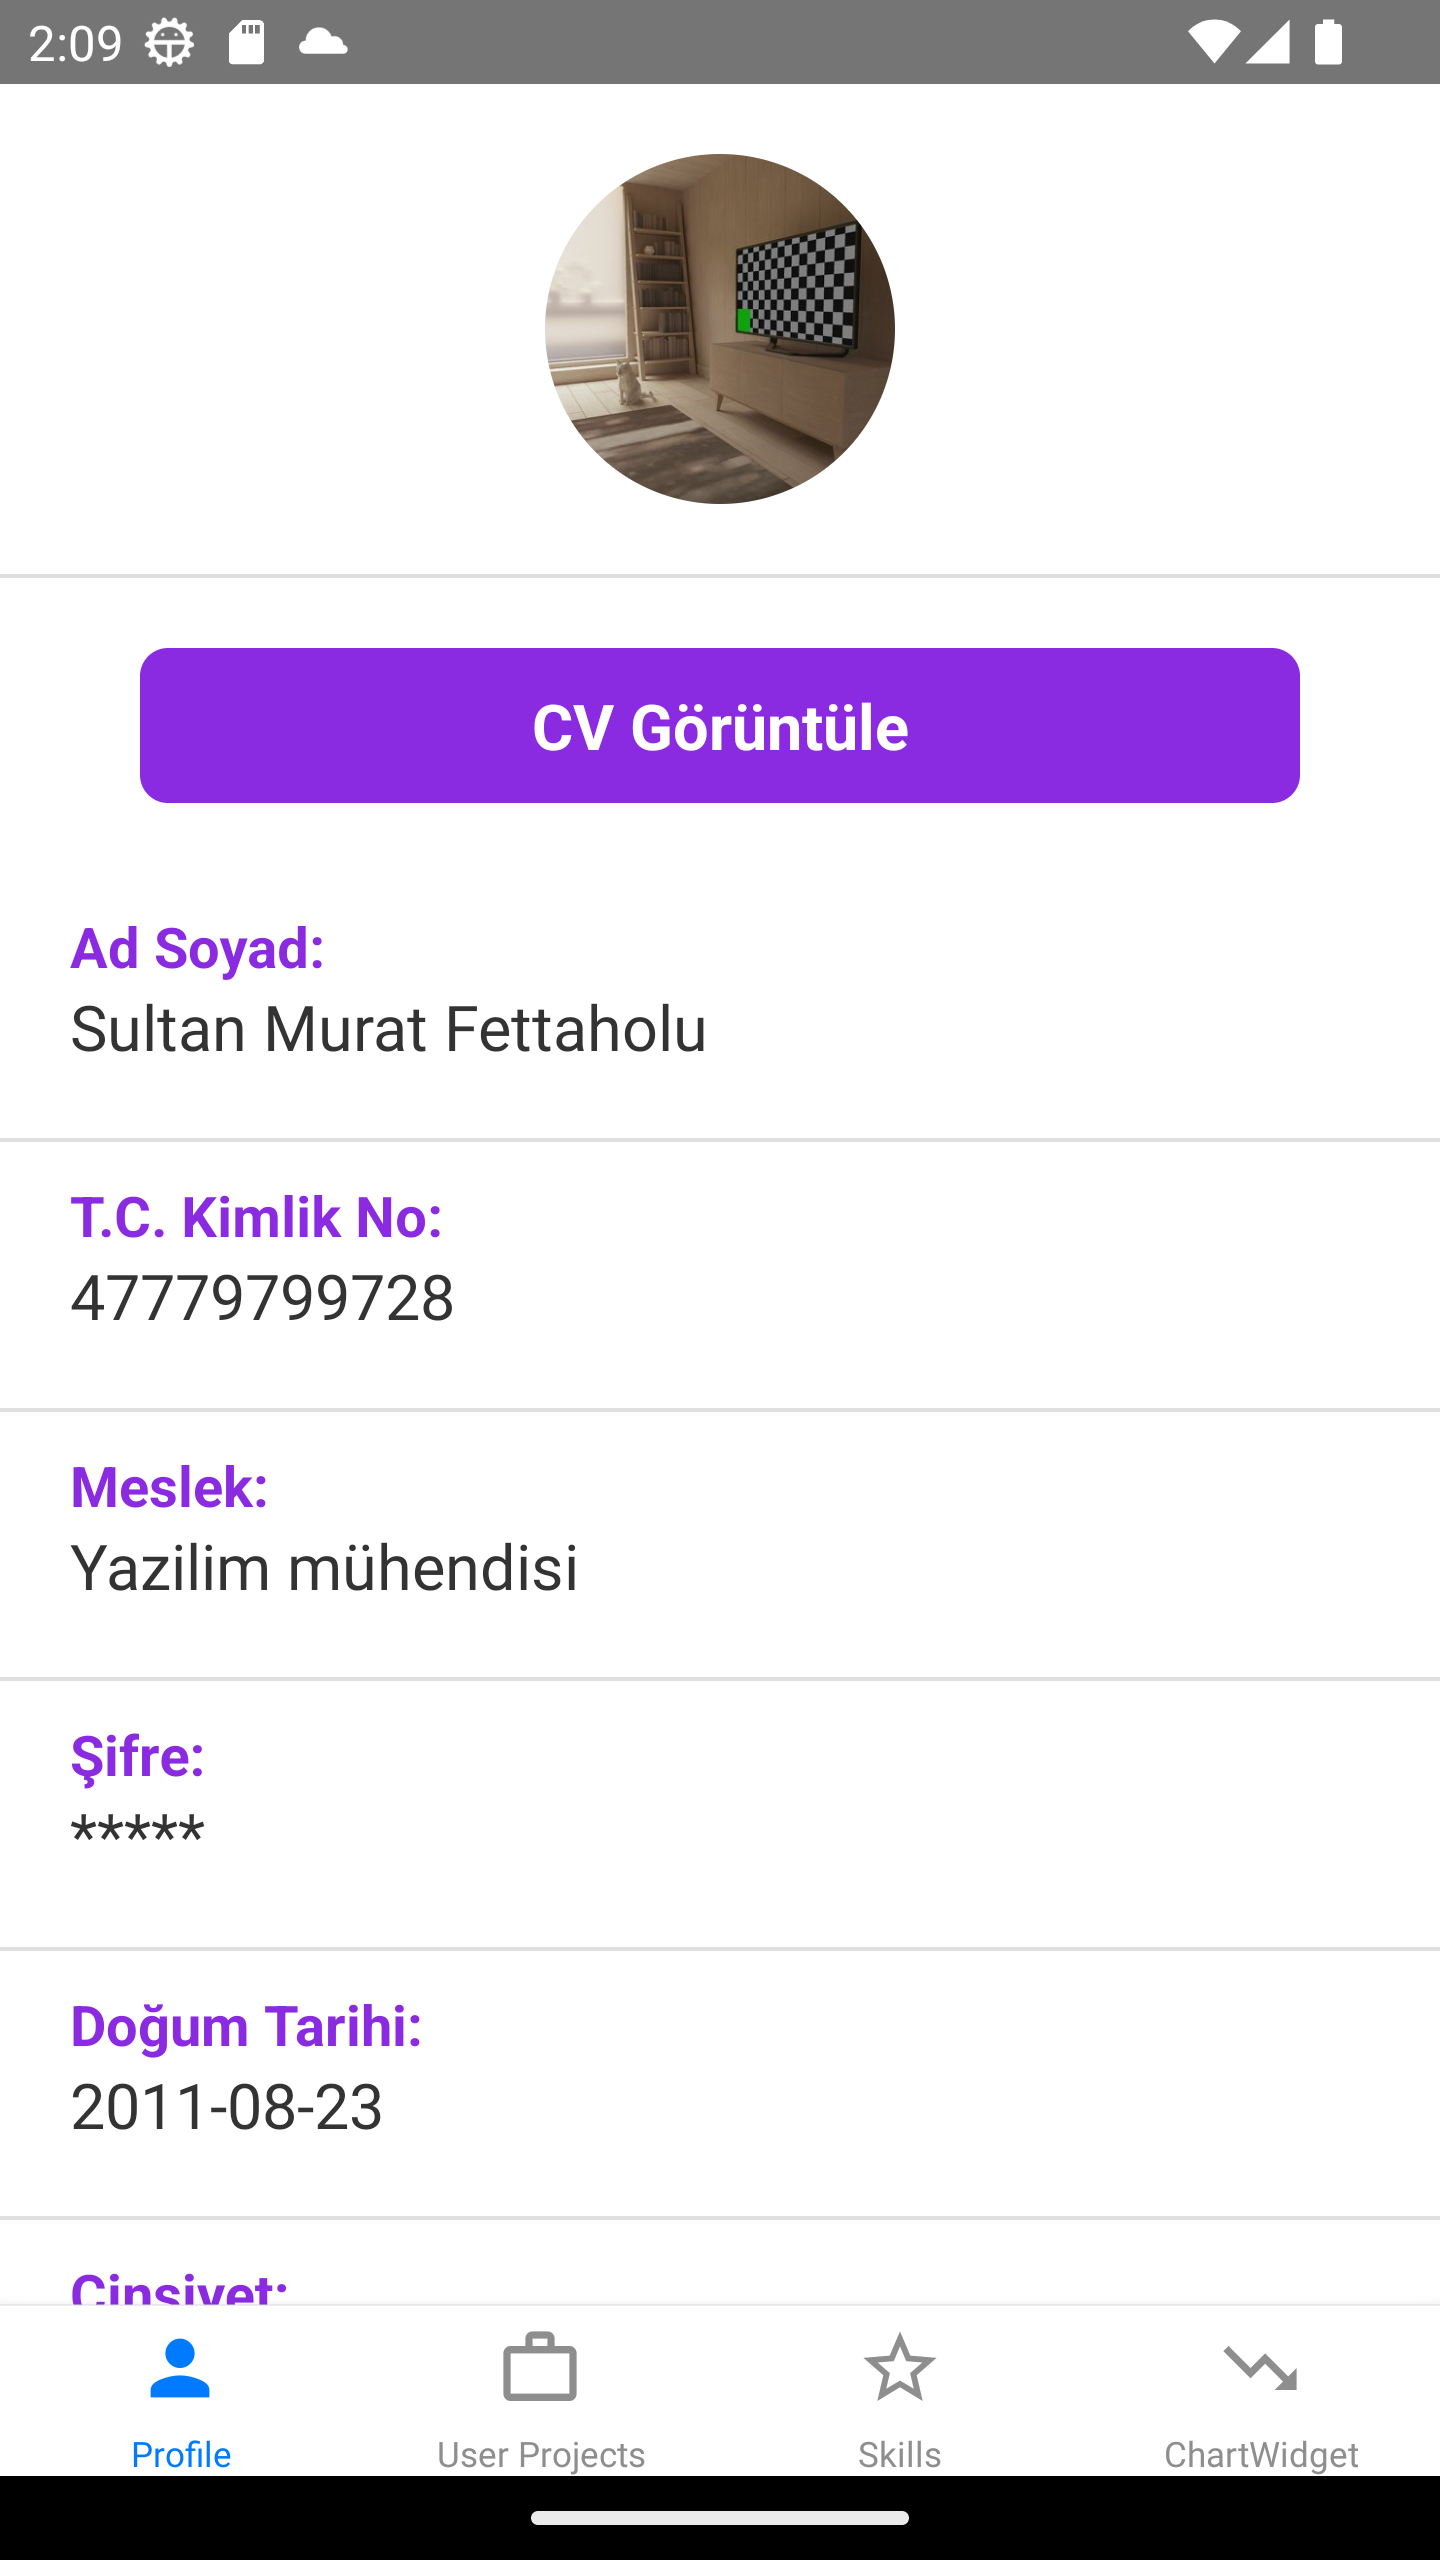 2:09
CV Görüntüle
Ad Soyad:
Sultan Murat Fettaholu
T.C. Kimlik No:
47779799728
Meslek:
Yazilim mühendisi
Şifre:
*****
Doğum Tarihi:
2011-08-23
Cinsiyet:
Profile
User Projects
Skills
ChartWidget